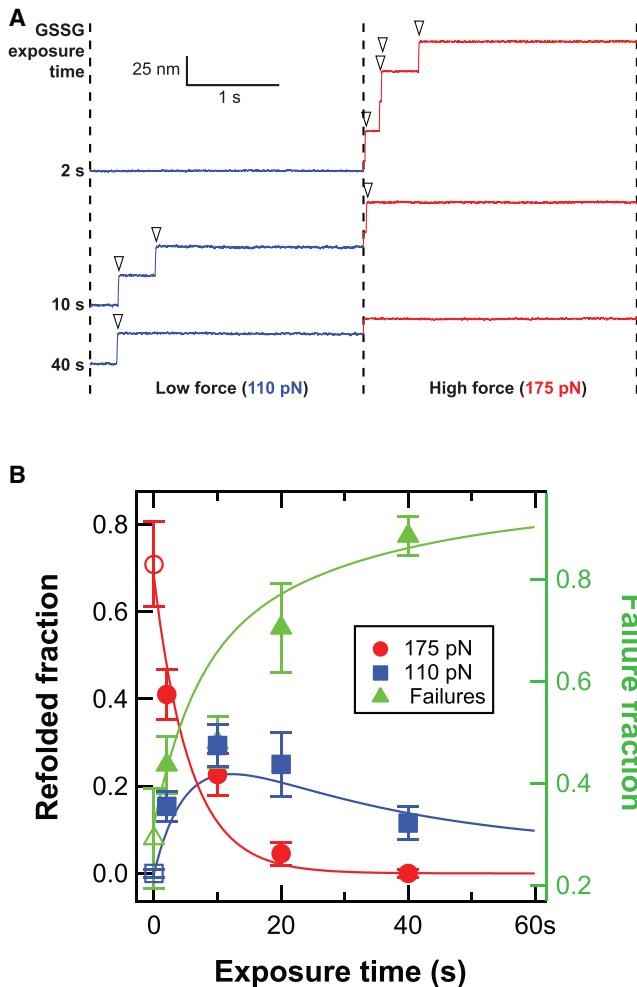 A
GSSG
exposure
time
25 nm
1 s
2 s
10 s
40 s
Low force (110 pN)
High force (175 pN)
B
0.8
0.6
0.4
0.2
0.0
Refolded fraction
175 pN
110 pN
Failures
0.8
0.6
0.4
0.2
Failure fraction
0
20
40
60s
Exposure time (s)